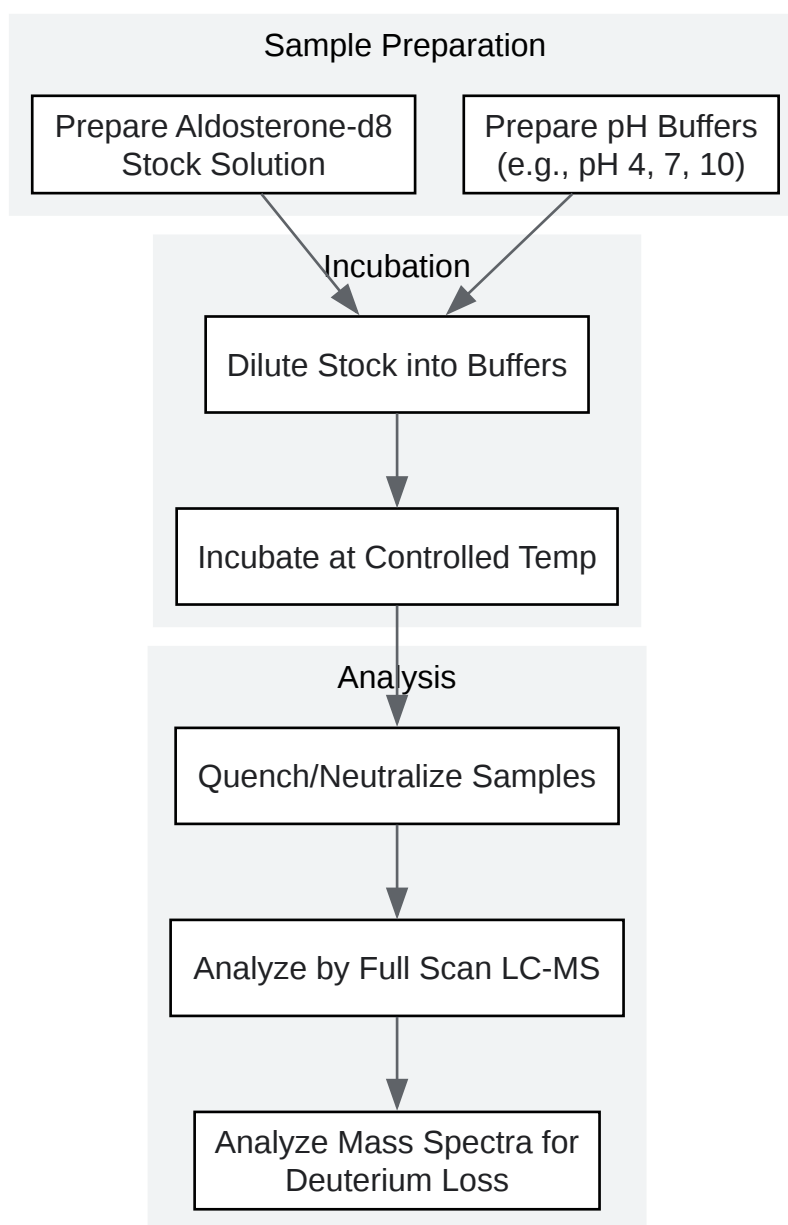 Sample Preparation
Prepare Aldosterone-d8
Stock Solution
Prepare pH Buffers
(e.g., pH 4, 7, 10)
Incubation
Dilute Stock into Buffers
Incubate at Controlled Temp
Analysis
Quench/Neutralize Samples
Analyze by Full Scan LC-MS
Analyze Mass Spectra for
Deuterium Loss